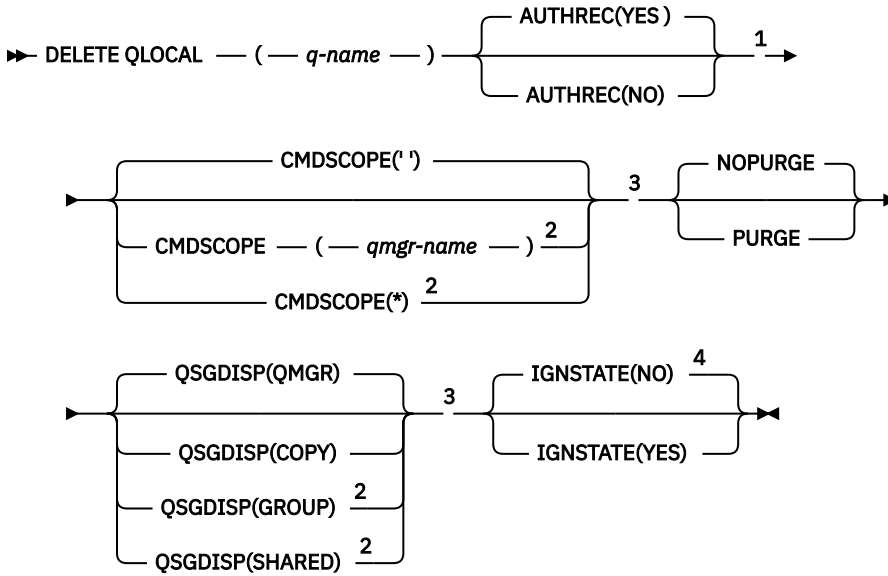 AUTHREC(YES )
DELETE QLOCAL ( q-name ) 1
AUTHREC(NO)
CMDSCOPE(' ') NOPURGE
3
CMDSCOPE ( qmgr-name ) 2 PURGE
CMDSCOPE(*) 2
QSGDISP(QMGR) IGNSTATE(NO) 4
3
QSGDISP(COPY) IGNSTATE(YES)
QSGDISP(GROUP) 2
QSGDISP(SHARED) 2